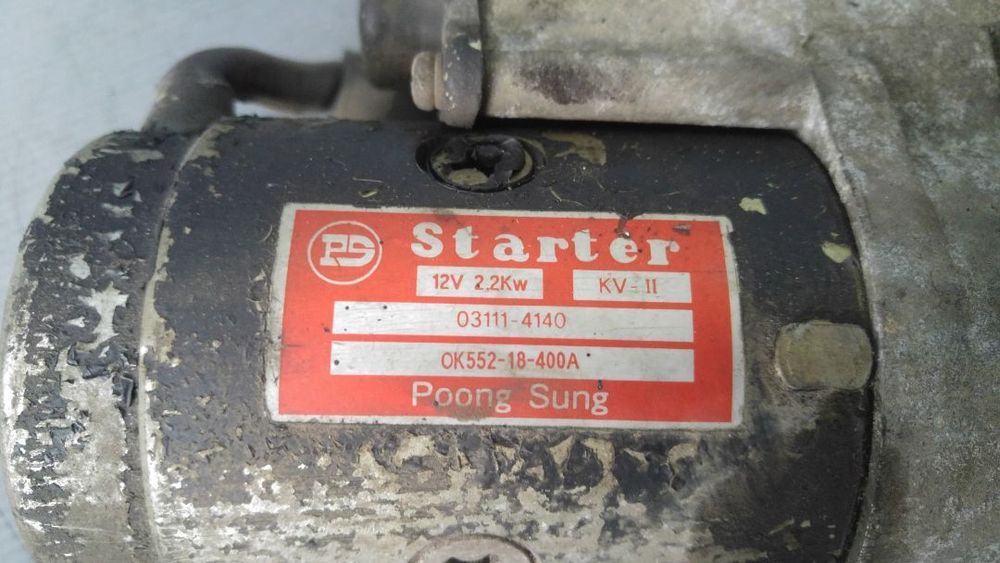 PS Starter
12V 2.2Kw KV-II
03111-4140
OK552-18-400A
Poong Sung